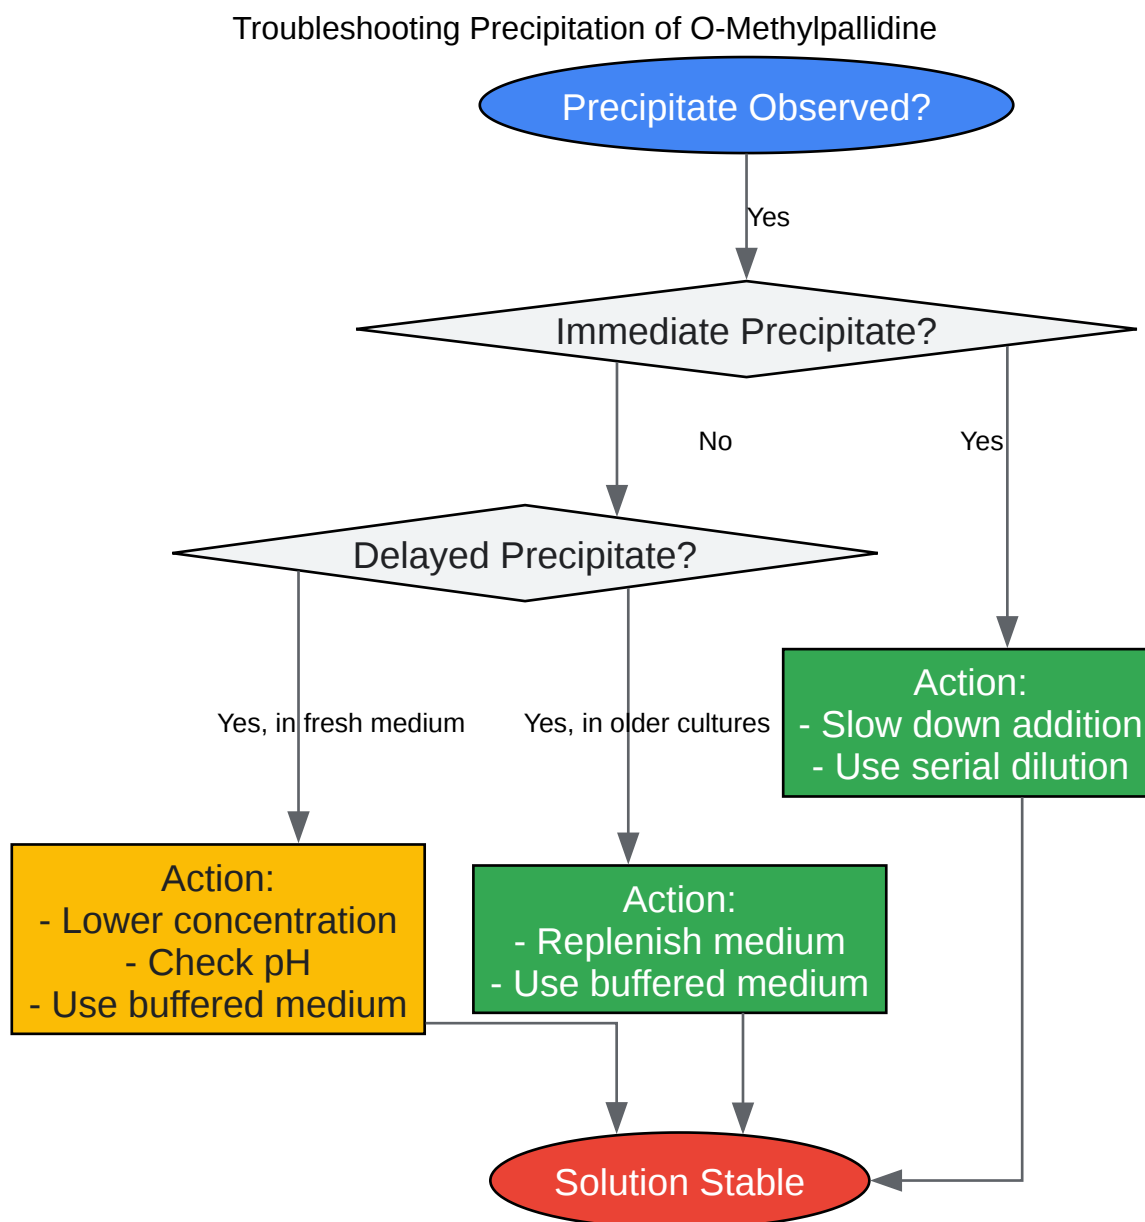 Troubleshooting Precipitation of O-Methylpallidine
Precipitate Observed?
Yes
Immediate Precipitate?
No
Yes
Delayed Precipitate?
Yes, in fresh medium
Yes, in older cultures
Action:
- Slow down addition
- Use serial dilution
Action:
- Lower concentration
- Check pH
- Use buffered medium
Action:
- Replenish medium
- Use buffered medium
Solution Stable